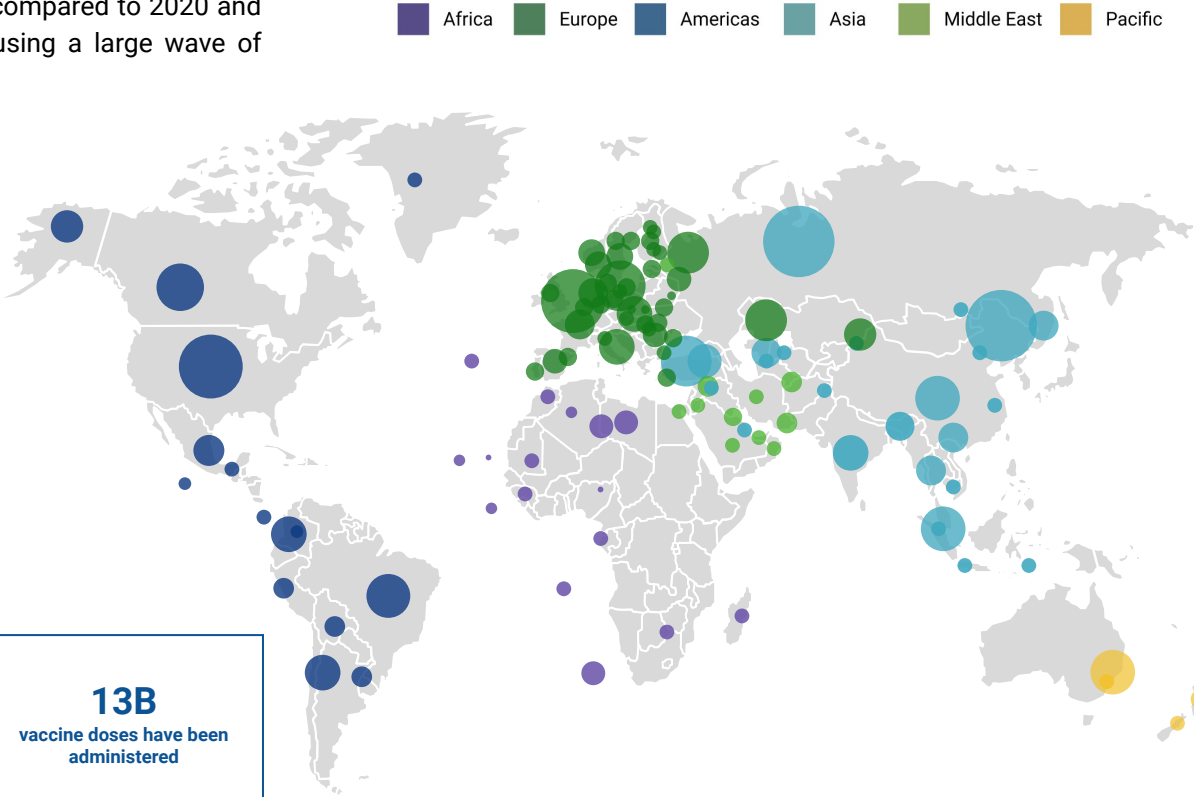 compared to 2020 and
using a large wave of
Africa
Europe
Americas
Asia
Middle East
Pacific
13B
vaccine doses have been
administered